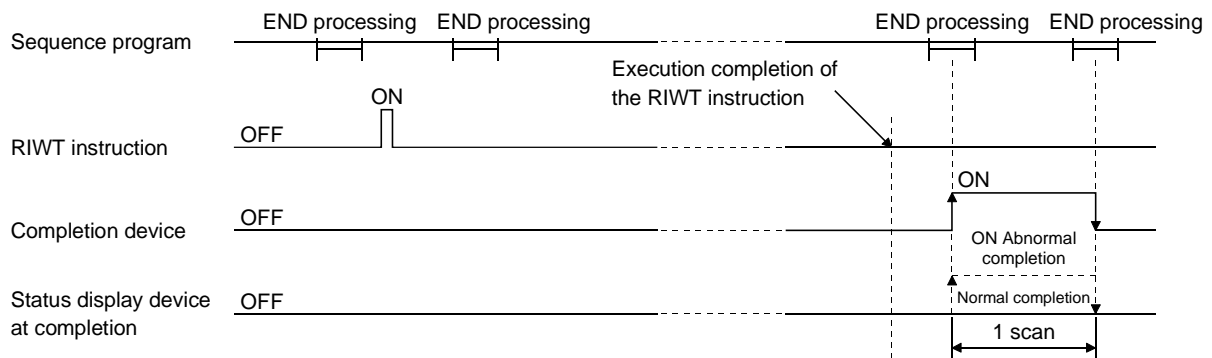 END processing
END processing
END processing
END processing
Sequence program
Execution completion of
the RIWT instruction
ON
OFF
RIWT instruction
ON
OFF
Completion device
ON Abnormal
completion
Status display device
at completion
OFF
Normal completion
1 scan